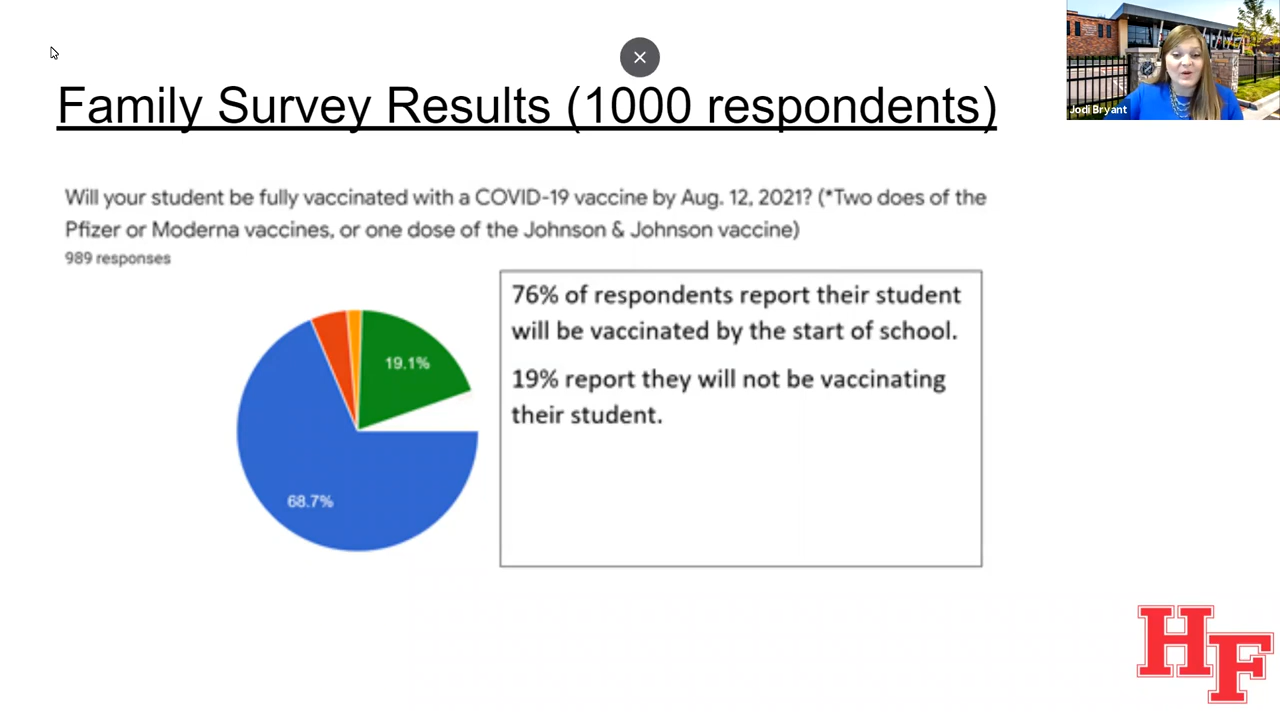 Jodi Bryant
Family Survey Results (1000 respondents)
Will your student be fully vaccinated with a COVID-19 vaccine by Aug. 12, 2021? (*Two does of the
Pfizer or Moderna vaccines, or one dose of the Johnson & Johnson vaccine)
989 responses
19.1%
68.7%
76% of respondents report their student
will be vaccinated by the start of school.
19% report they will not be vaccinating
their student.
HF